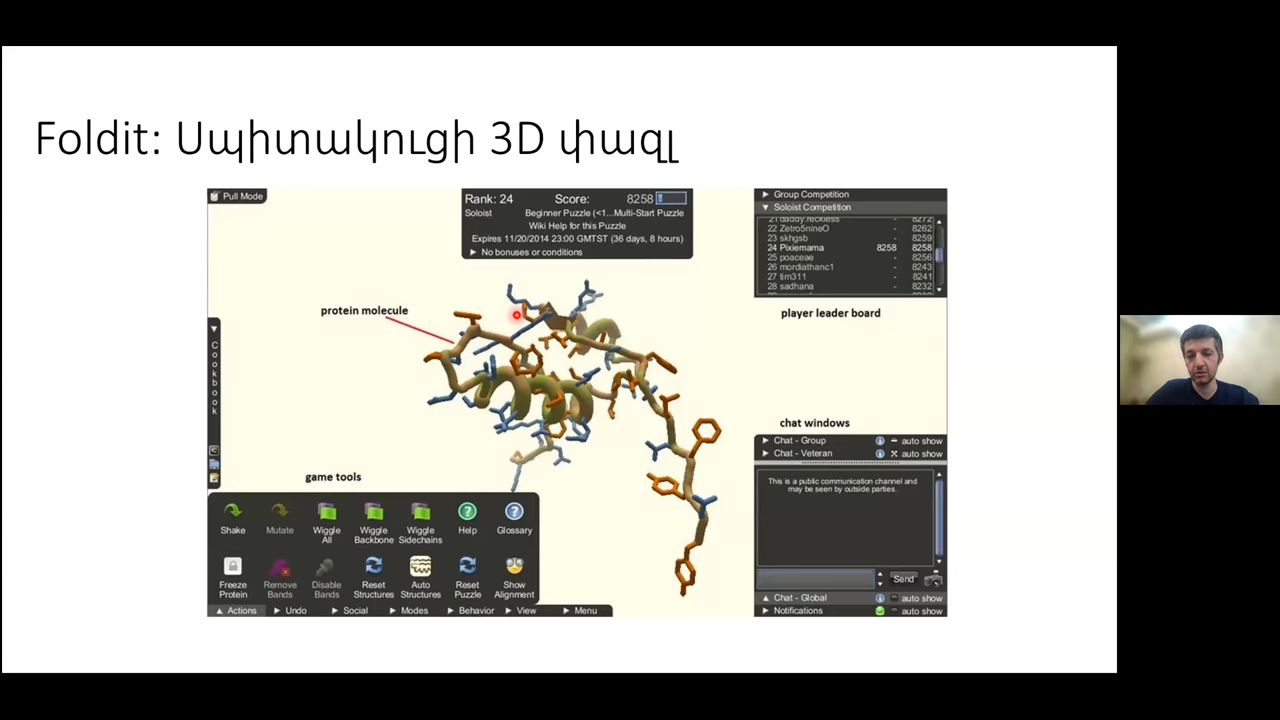 Foldit: Սպիտակուցի 3D փազլ
Pull Mode
Rank: 24 Score: 8258
Soloist Beginner Puzzle (<1...Multi-Start Puzzle
Wiki Help for this Puzzle
Expires 11/20/2014 23:00 GMTST (36 days, 8 hours)
No bonuses or conditions
Group Competition
Soloist Competition
21 daddy.reckless - 8272
22 Zetro5nineO - 8262
23 skhgsb - 8259
24 Pixiemama 8258 8258
25 poaceae - 8256
26 mordiathanc1 - 8243
27 tim311 - 8241
28 sadhana - 8232
protein molecule
player leader board
Cookbook
chat windows
Chat - Group auto show
Chat - Veteran auto show
This is a public communication channel and
may be seen by outside parties.
Send
Chat - Global auto show
Notifications auto show
game tools
Shake Mutate Wiggle All Wiggle Backbone Wiggle Sidechains Help Glossary
Freeze Protein Remove Bands Disable Bands Reset Structures Auto Structures Reset Puzzle Show Alignment
Actions Undo Social Modes Behavior View Menu